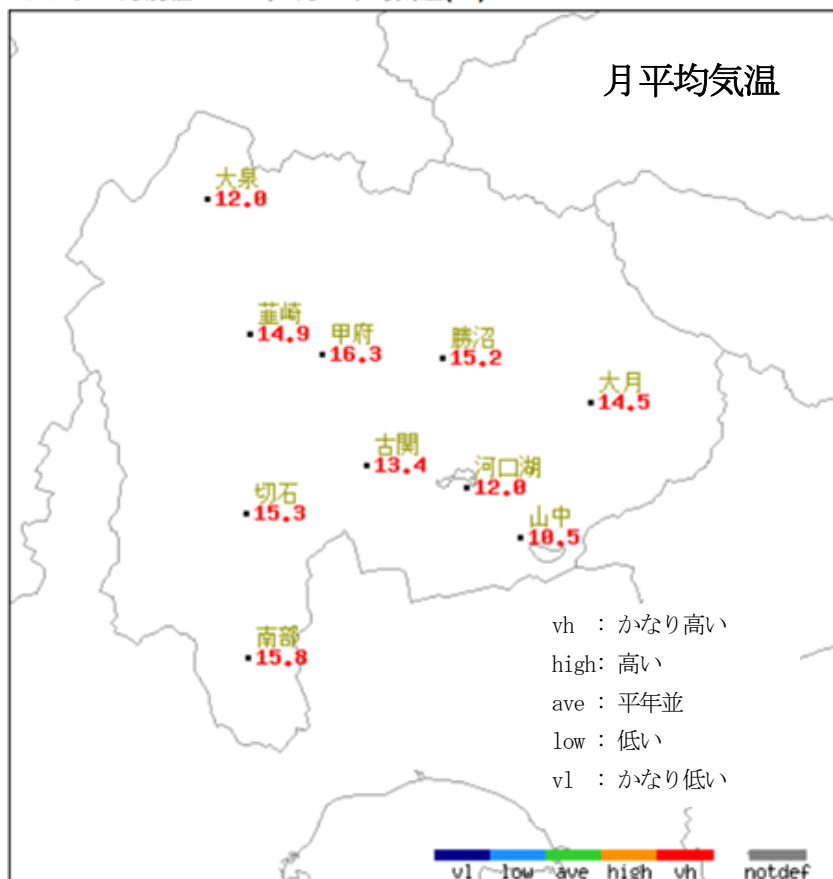 月平均気温
大泉
12.0
韮崎
14.9
甲府
16.3
勝沼
15.2
大月
14.5
古関
13.4
河口湖
12.0
切石
15.3
山中
10.5
南部
15.8
vh : かなり高い
high: 高い
ave : 平年並
low : 低い
vl : かなり低い
vl low ave high vh notdef